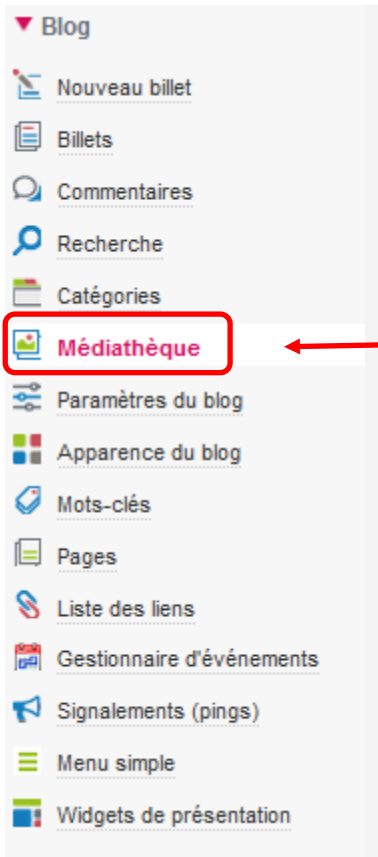 Blog
Nouveau billet
Billets
Commentaires
Recherche
Catégories
Médiathèque
Paramètres du blog
Apparence du blog
Mots-clés
Pages
Liste des liens
Gestionnaire d'événements
Signalements (pings)
Menu simple
Widgets de présentation